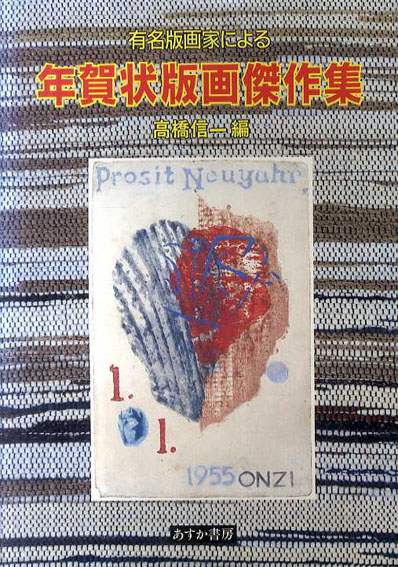 有名版画家による
年賀状版画傑作集
高橋信一 編
Prosit Neuyahr.
1.
1.
1955 ONZI
あすか書房